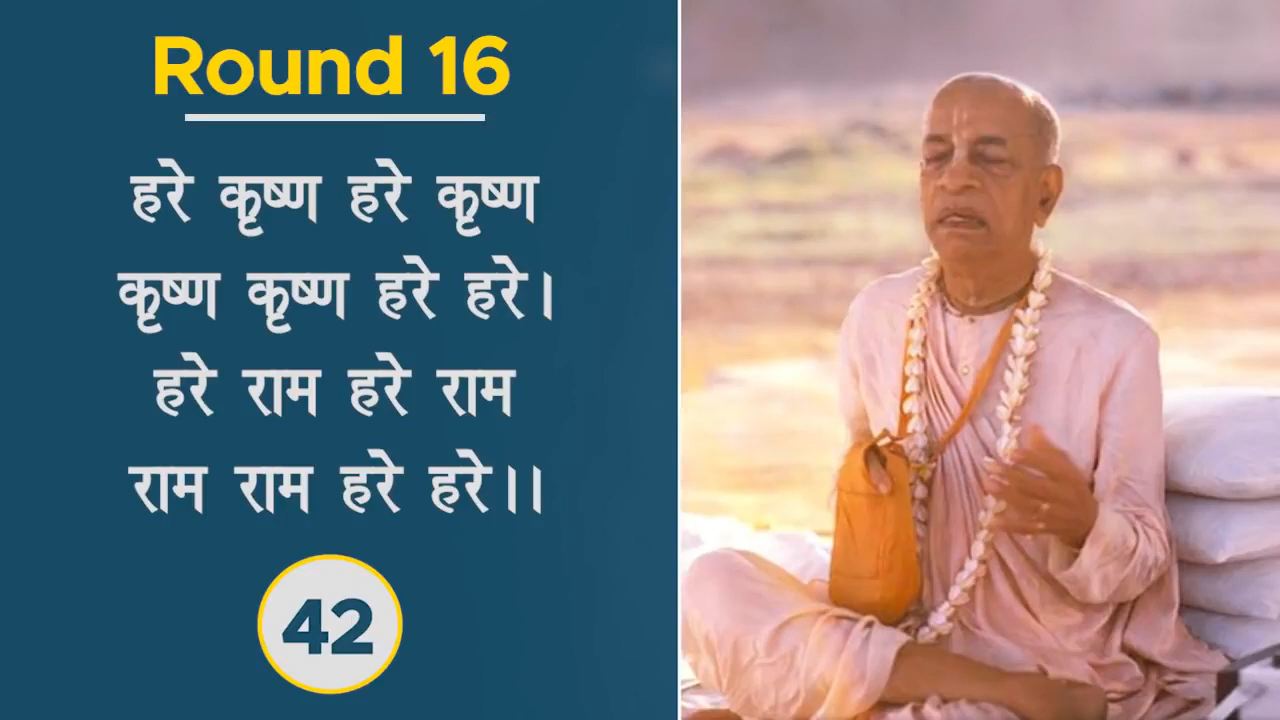 Round 16
हरे कृष्ण हरे कृष्ण
कृष्ण कृष्ण हरे हरे।
हरे राम हरे राम
राम राम हरे हरे।।
42